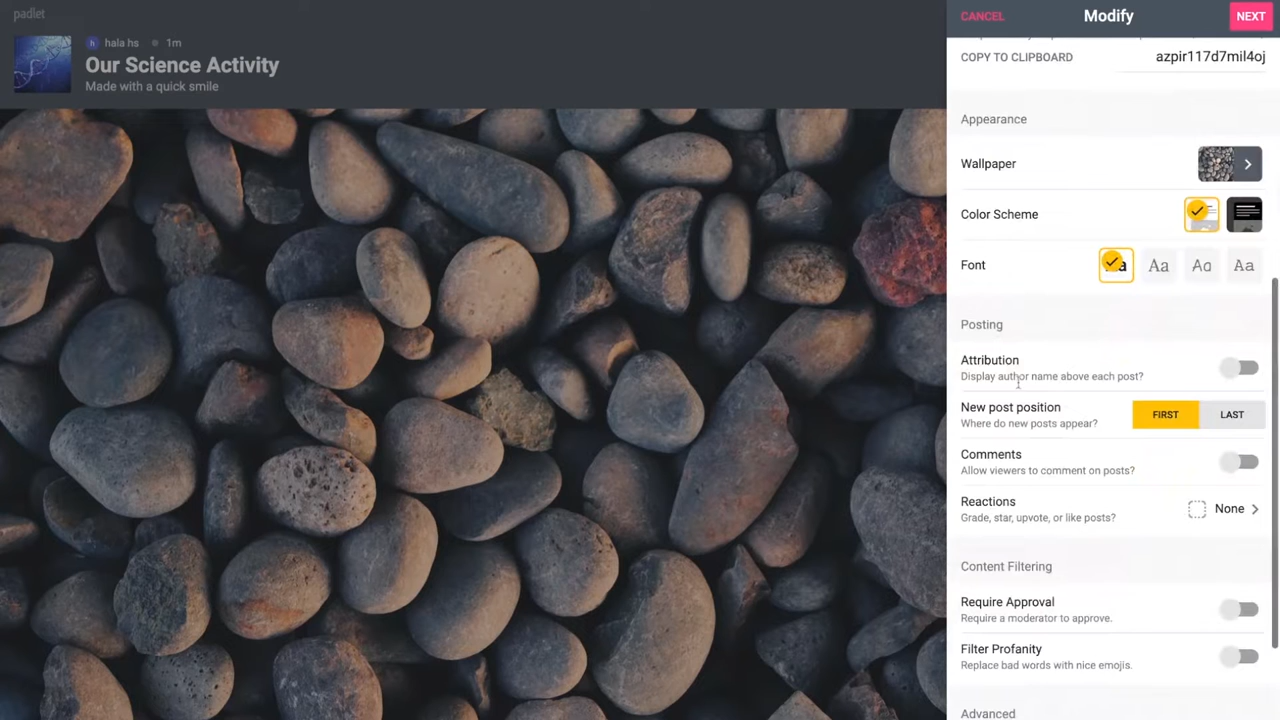 padlet
h hala hs 1m
Our Science Activity
Made with a quick smile
CANCEL Modify NEXT
COPY TO CLIPBOARD azpir117d7mil4oj
Appearance
Wallpaper
Color Scheme
Font Aa Aa Aa
Posting
Attribution
Display author name above each post?
New post position FIRST LAST
Where do new posts appear?
Comments
Allow viewers to comment on posts?
Reactions None
Grade, star, upvote, or like posts?
Content Filtering
Require Approval
Require a moderator to approve.
Filter Profanity
Replace bad words with nice emojis.
Advanced